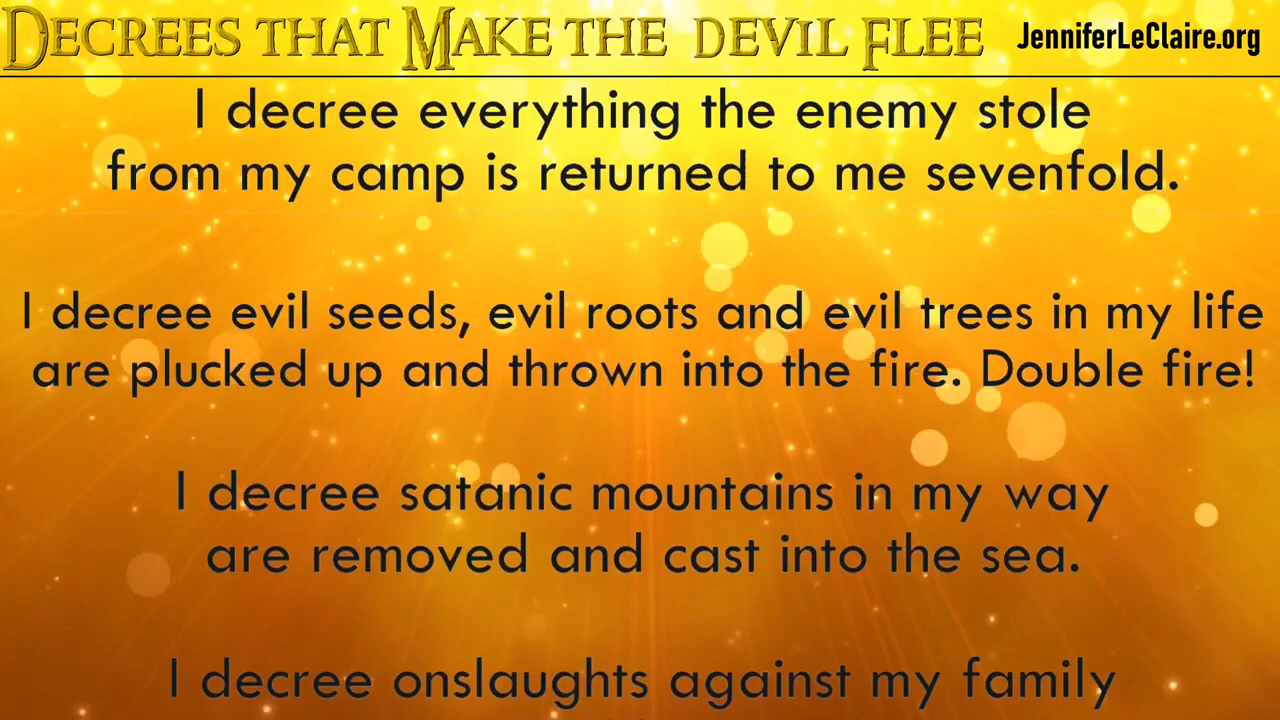 DECREES THAT MAKE THE DEVIL FLEE
JenniferLeClaire.org
I decree everything the enemy stole
from my camp is returned to me sevenfold.
I decree evil seeds, evil roots and evil trees in my life
are plucked up and thrown into the fire. Double fire!
I decree satanic mountains in my way
are removed and cast into the sea.
I decree onslaughts against my family